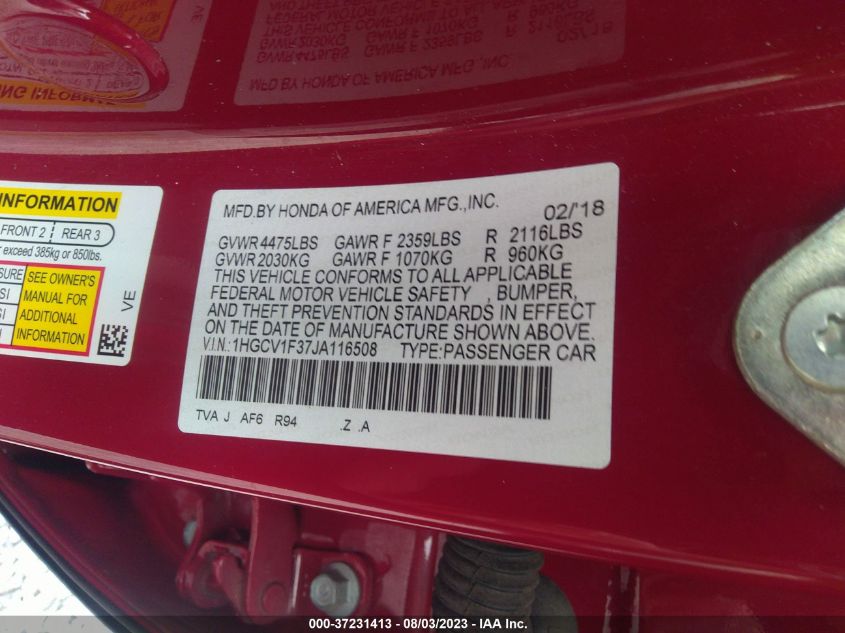 MFD.BY HONDA OF AMERICA MFG.,INC. 02/'18
GVWR 4475LBS GAWR F 2359LBS R 2116LBS
GVWR 2030KG GAWR F 1070KG R 960KG
THIS VEHICLE CONFORMS TO ALL APPLICABLE
FEDERAL MOTOR VEHICLE SAFETY , BUMPER,
AND THEFT PREVENTION STANDARDS IN EFFECT
ON THE DATE OF MANUFACTURE SHOWN ABOVE.
V.I.N.: 1HGCV1F37JA116508 TYPE:PASSENGER CAR
TVA J AF6 R94 .Z .A
INFORMATION
FRONT 2 REAR 3
exceed 385kg or 850lbs.
SEE OWNER'S
MANUAL FOR
ADDITIONAL
INFORMATION
VE
000-37231413 - 08/03/2023 - IAA Inc.